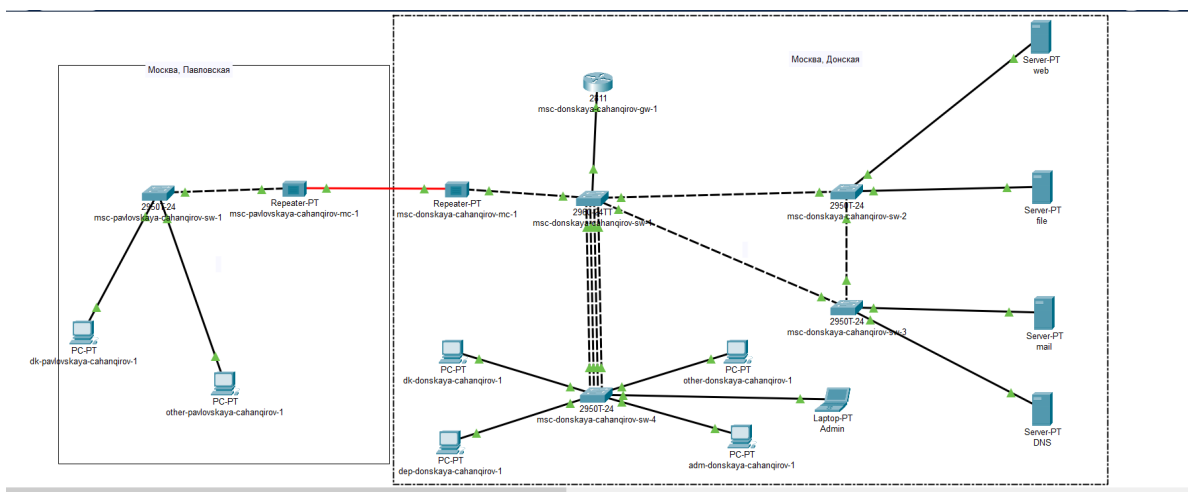 Москва, Павловская
Москва, Донская
Server-PT
web
2811
msc-donskaya-cahanqirov-gw-1
2950T-24
msc-pavlovskaya-cahanqirov-sw-1
Repeater-PT
msc-pavlovskaya-cahanqirov-mc-1
Repeater-PT
msc-donskaya-cahanqirov-mc-1
2960-24TT
msc-donskaya-cahanqirov-sw-1
2950T-24
msc-donskaya-cahanqirov-sw-2
Server-PT
file
2950T-24
msc-donskaya-cahanqirov-sw-3
Server-PT
mail
PC-PT
dk-pavlovskaya-cahanqirov-1
PC-PT
other-pavlovskaya-cahanqirov-1
PC-PT
dk-donskaya-cahanqirov-1
PC-PT
other-donskaya-cahanqirov-1
2950T-24
msc-donskaya-cahanqirov-sw-4
Laptop-PT
Admin
Server-PT
DNS
PC-PT
dep-donskaya-cahanqirov-1
PC-PT
adm-donskaya-cahanqirov-1